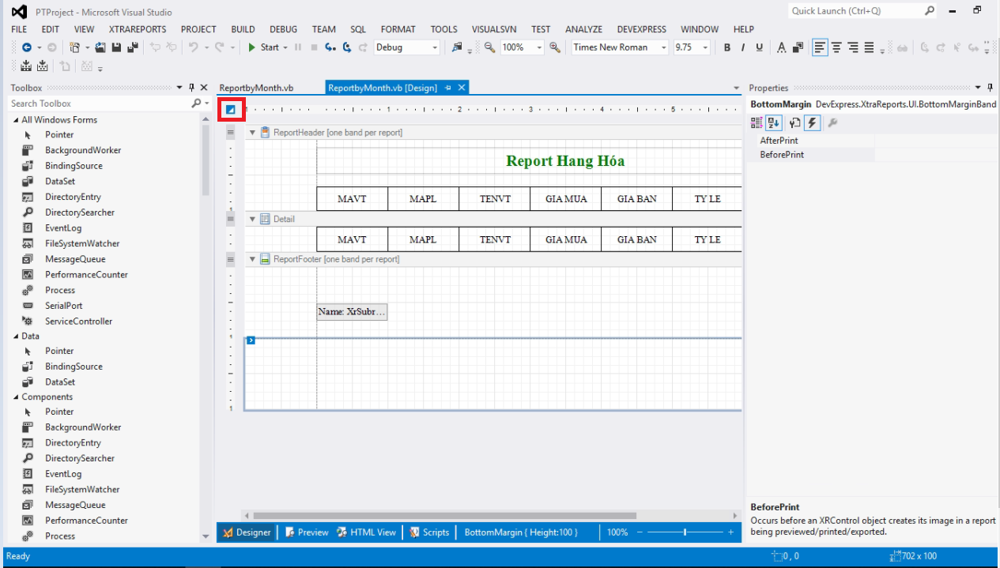 PTProject - Microsoft Visual Studio
Quick Launch (Ctrl+Q)
FILE EDIT VIEW XTRAREPORTS PROJECT BUILD DEBUG TEAM SQL FORMAT TOOLS VISUALSVN TEST ANALYZE DEVEXPRESS WINDOW HELP
Start Debug 100% Times New Roman 9.75 B I U A
Toolbox
Search Toolbox
All Windows Forms
Pointer
BackgroundWorker
BindingSource
DataSet
DirectoryEntry
DirectorySearcher
EventLog
FileSystemWatcher
MessageQueue
PerformanceCounter
Process
SerialPort
ServiceController
Data
Pointer
BindingSource
DataSet
Components
Pointer
BackgroundWorker
DirectoryEntry
DirectorySearcher
EventLog
FileSystemWatcher
MessageQueue
PerformanceCounter
Process
ReportbyMonth.vb ReportbyMonth.vb [Design]
1 2 3 4 5
ReportHeader [one band per report]
Report Hang Hóa
MAVT MAPL TENVT GIA MUA GIA BAN TY LE
1
Detail
MAVT MAPL TENVT GIA MUA GIA BAN TY LE
ReportFooter [one band per report]
Name: XrSubr...
1
1
Designer Preview HTML View Scripts BottomMargin { Height:100 } 100% - +
Properties
BottomMargin DevExpress.XtraReports.UI.BottomMarginBand
AfterPrint
BeforePrint
BeforePrint
Occurs before an XRControl object creates its image in a report
being previewed/printed/exported.
Ready
0 , 0
702 x 100